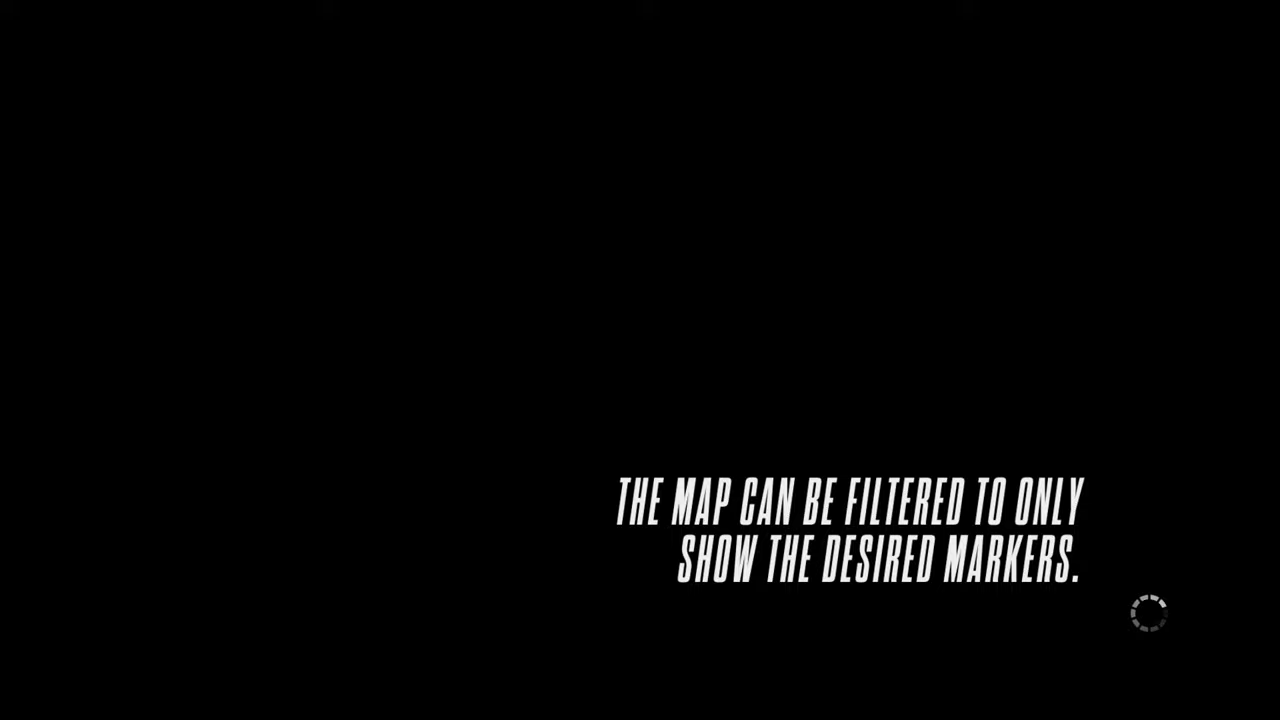 THE MAP CAN BE FILTERED TO ONLY
SHOW THE DESIRED MARKERS.